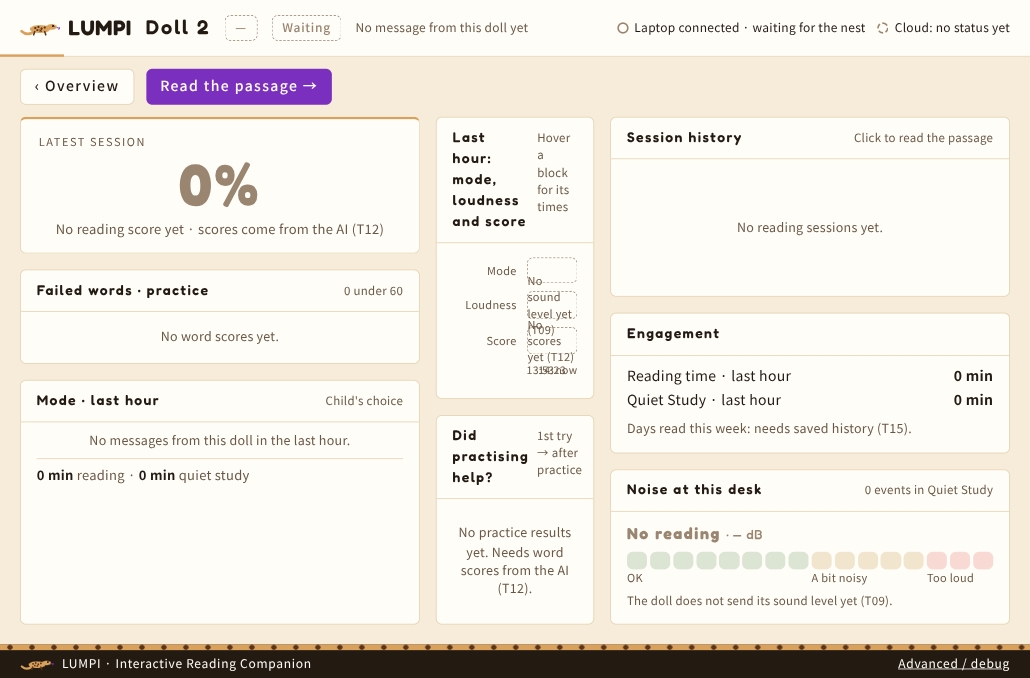 LUMPI Doll 2 — Waiting No message from this doll yet Laptop connected · waiting for the nest Cloud: no status yet
‹ Overview Read the passage →
LATEST SESSION
0%
No reading score yet · scores come from the AI (T12)
Failed words · practice 0 under 60
No word scores yet.
Mode · last hour Child's choice
No messages from this doll in the last hour.
0 min reading · 0 min quiet study
Last
hour:
mode,
loudness
and score
Hover
a
block
for its
times
Mode
Loudness
No
sound
level yet
(T09)
Score
No
scores
yet (T12)
now
Did
practising
help?
1st try
→ after
practice
No practice results
yet. Needs word
scores from the AI
(T12).
Session history Click to read the passage
No reading sessions yet.
Engagement
Reading time · last hour 0 min
Quiet Study · last hour 0 min
Days read this week: needs saved history (T15).
Noise at this desk 0 events in Quiet Study
No reading · – dB
OK A bit noisy Too loud
The doll does not send its sound level yet (T09).
LUMPI · Interactive Reading Companion Advanced / debug